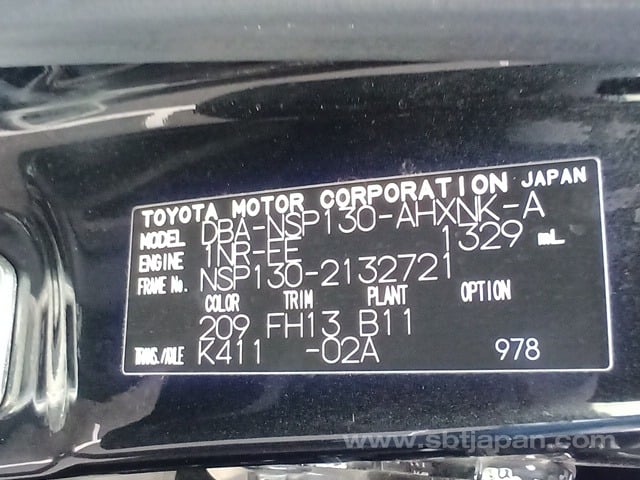 TOYOTA MOTOR CORPORATION JAPAN
MODEL DBA-NSP130-AHXNK-A
ENGINE 1NR-FE 1329 mL
FRAME No. NSP130-2132721
COLOR TRIM PLANT OPTION
209 FH13 B11
TRANS./AXLE K411 -02A 978
www.sbtjapan.com